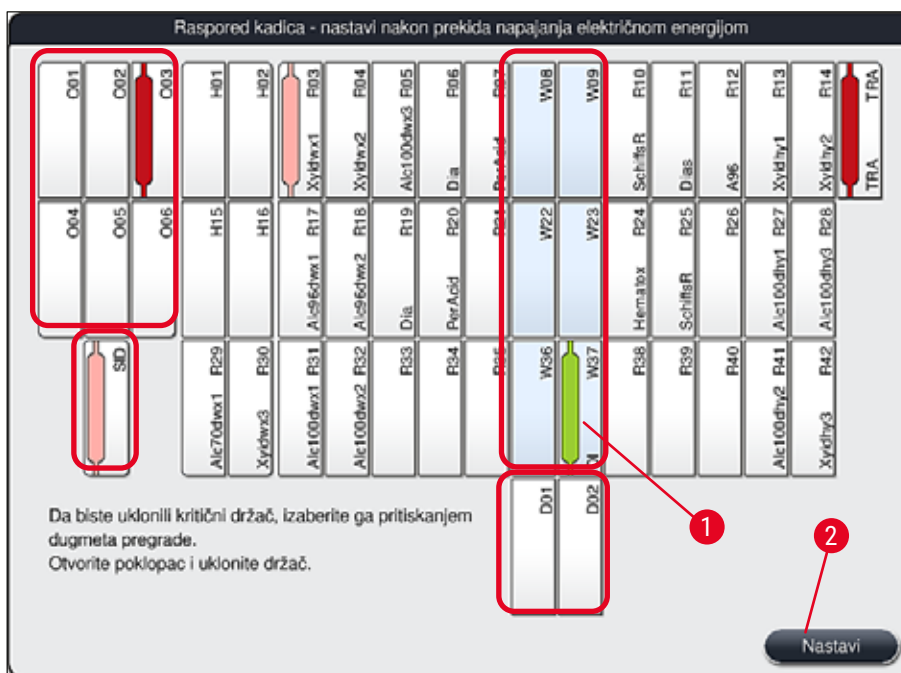 Raspored kadica - nastavi nakon prekida napajanja električnom energijom
O01
O02
O03
H01
H02
Xyldwx1 R03
Xyldwx2 R04
Alc100dwx3 R05
Dia R06
PerAcid R07
W08
W09
SchiffsR R10
Dias R11
A96 R12
Xyldhy1 R13
Xyldhy2 R14
TRA TRA
O04
O05
O06
H15
H16
Alc96dwx1 R17
Alc96dwx2 R18
Dia R19
PerAcid R20
R21
W22
W23
Hematox R24
SchiffsR R25
R26
Alc100dhy1 R27
Alc100dhy3 R28
SID
Alc70dwx1 R29
Xyldwx3 R30
Alc100dwx1 R31
Alc100dwx2 R32
R33
R34
R35
W36
DI W37
R38
R39
R40
Alc100dhy2 R41
Xyldhy3 R42
D01
D02
Da biste uklonili kritični držač, izaberite ga pritiskanjem
dugmeta pregrade.
Otvorite poklopac i uklonite držač.
1
2
Nastavi